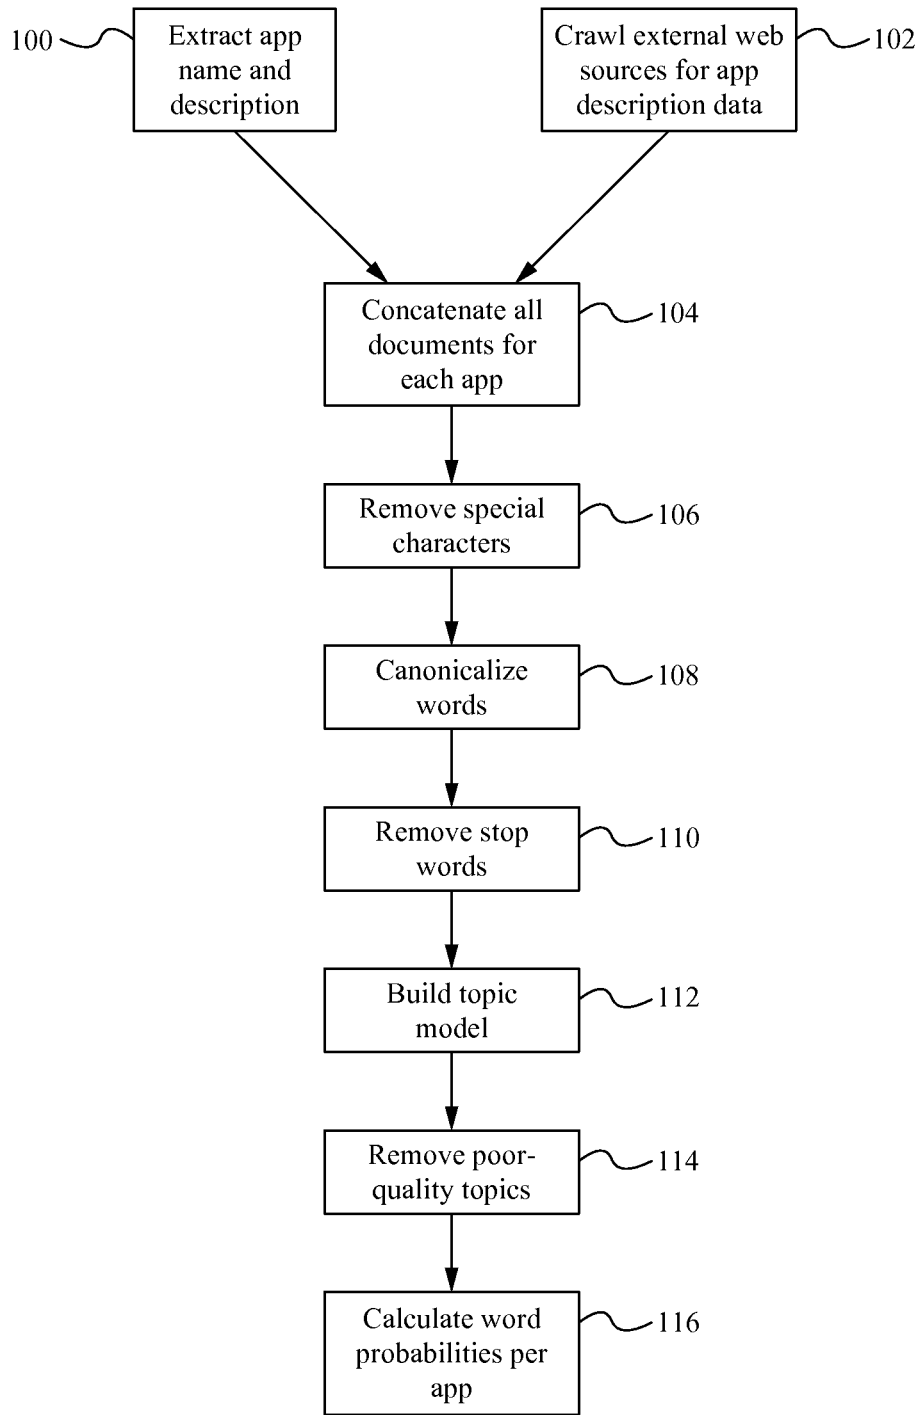 100
Extract app
name and
description
Crawl external web
sources for app
description data
102
Concatenate all
documents for
each app
104
Remove special
characters
106
Canonicalize
words
108
Remove stop
words
110
Build topic
model
112
Remove poor-
quality topics
114
Calculate word
probabilities per
app
116